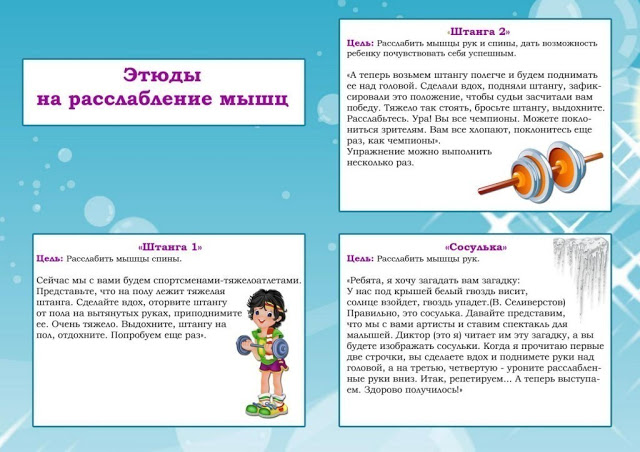 Этюды
на расслабление мышц
«Штанга 2»
Цель: Расслабить мышцы рук и спины, дать возможность
ребенку почувствовать себя успешным.
«А теперь возьмем штангу полегче и будем поднимать
ее над головой. Сделали вдох, подняли штангу, зафик-
сировали это положение, чтобы судьи засчитали вам
победу. Тяжело так стоять, бросьте штангу, выдохните.
Расслабьтесь. Ура! Вы все чемпионы. Можете покло-
ниться зрителям. Вам все хлопают, поклонитесь еще
раз, как чемпионы».
Упражнение можно выполнить
несколько раз.
«Штанга 1»
Цель: Расслабить мышцы спины.
Сейчас мы с вами будем спортсменами-тяжелоатлетами.
Представьте, что на полу лежит тяжелая
штанга. Сделайте вдох, оторвите штангу
от пола на вытянутых руках, приподнимите
ее. Очень тяжело. Выдохните, штангу на
пол, отдохните. Попробуем еще раз».
«Сосулька»
Цель: Расслабить мышцы рук.
«Ребята, я хочу загадать вам загадку:
У нас под крышей белый гвоздь висит,
солнце взойдет, гвоздь упадет.(В. Селиверстов)
Правильно, это сосулька. Давайте представим,
что мы с вами артисты и ставим спектакль для
малышей. Диктор (это я) читает им эту загадку, а вы
будете изображать сосульки. Когда я прочитаю первые
две строчки, вы сделаете вдох и поднимете руки над
головой, а на третью, четвертую - уроните расслаблен-
ные руки вниз. Итак, репетируем... А теперь выступа-
ем. Здорово получилось!»